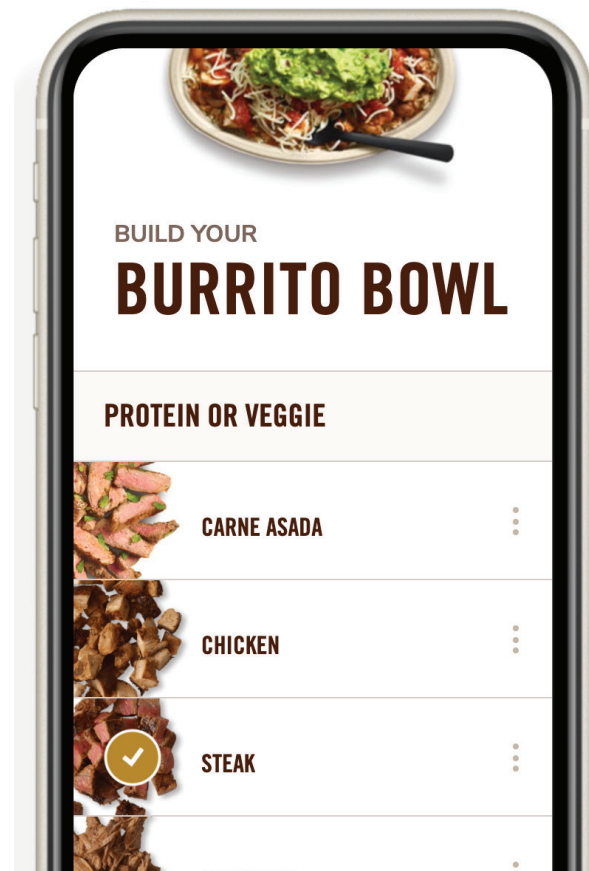 BUILD YOUR
BURRITO BOWL
PROTEIN OR VEGGIE
CARNE ASADA
CHICKEN
STEAK